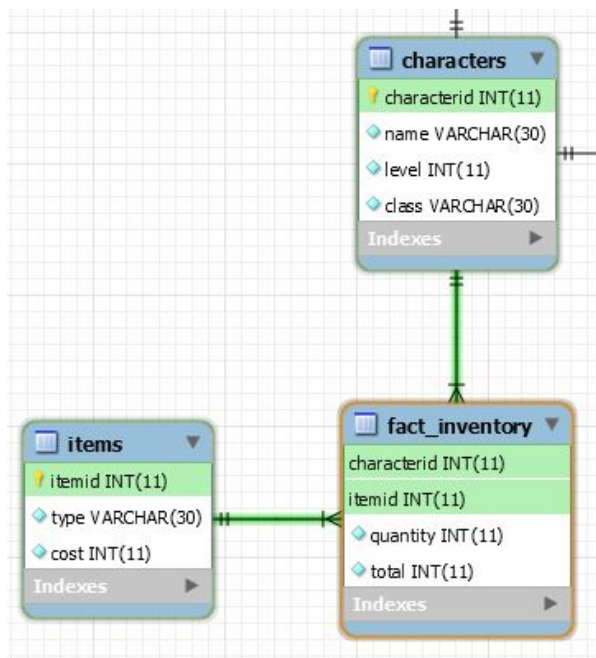 characters
characterid INT(11)
name VARCHAR(30)
level INT(11)
class VARCHAR(30)
Indexes
items
itemid INT(11)
type VARCHAR(30)
cost INT(11)
Indexes
fact_inventory
characterid INT(11)
itemid INT(11)
quantity INT(11)
total INT(11)
Indexes